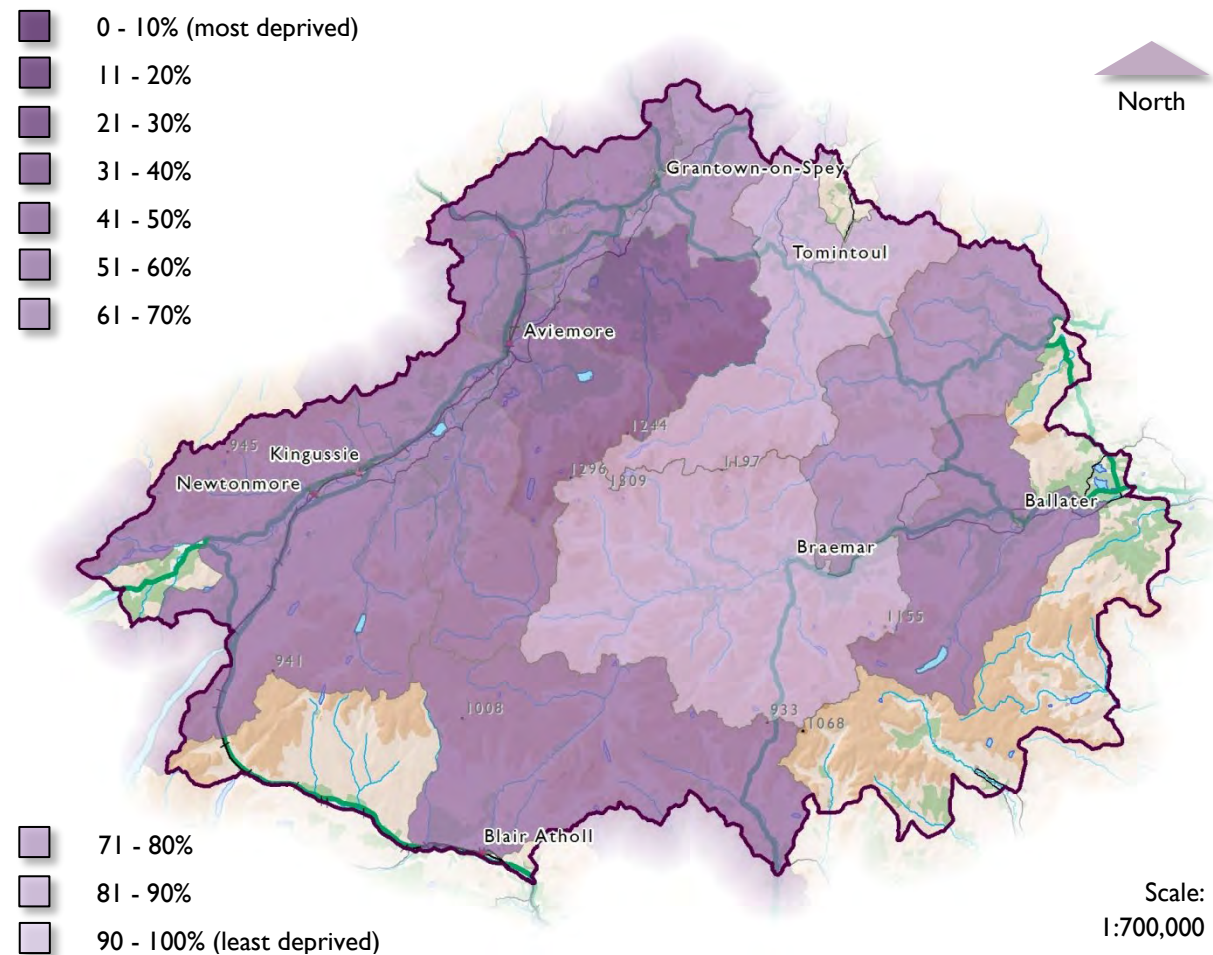 0 - 10% (most deprived)
11 - 20%
21 - 30%
31 - 40%
41 - 50%
51 - 60%
61 - 70%
North
Grantown-on-Spey
Tomintoul
Aviemore
1244
945
Kingussie
1296
1309
1197
Newtonmore
Ballater
Braemar
1155
941
1008
933
1068
Blair Atholl
71 - 80%
81 - 90%
90 - 100% (least deprived)
Scale:
1:700,000